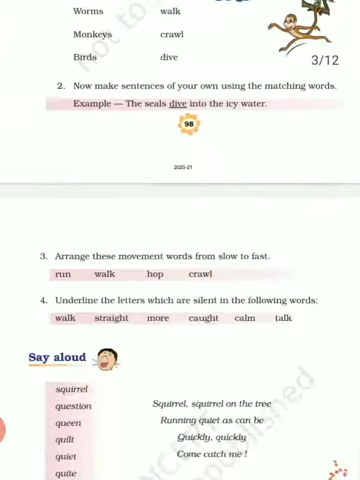 Worms walk
Monkeys crawl
Birds dive
3/12
2. Now make sentences of your own using the matching words.
Example — The seals dive into the icy water.
98
2020-21
3. Arrange these movement words from slow to fast.
run walk hop crawl
4. Underline the letters which are silent in the following words:
walk straight more caught calm talk
Say aloud
squirrel
question
queen
quilt
quiet
quite
Squirrel, squirrel on the tree
Running quiet as can be
Quickly, quickly
Come catch me !